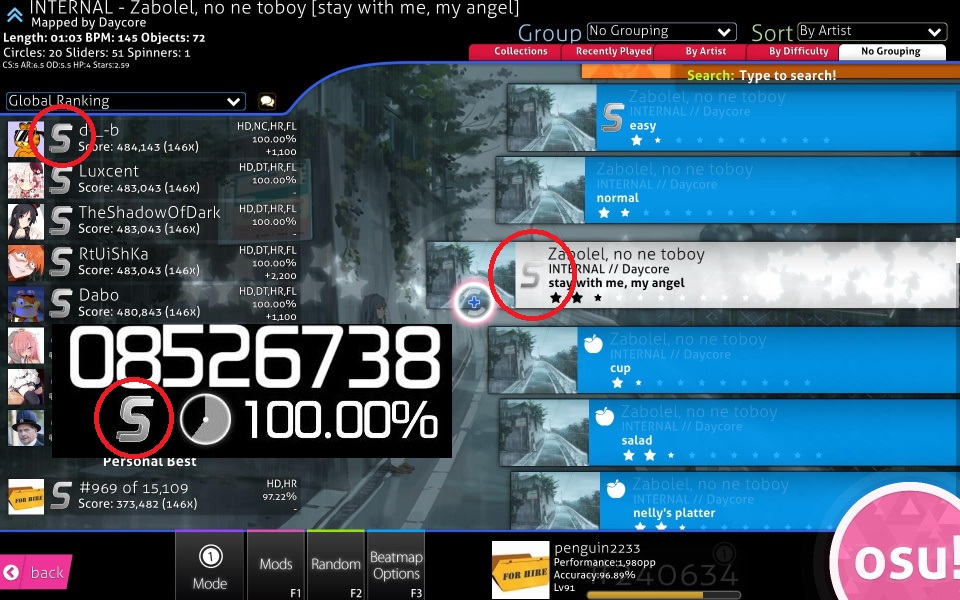 INTERNAL - Zabolel, no ne toboy [stay with me, my angel]
Mapped by Daycore
Length: 01:03 BPM: 145 Objects: 72
Circles: 20 Sliders: 51 Spinners: 1
CS:5 AR:6.5 OD:5.5 HP:4 Stars:2.59
Group No Grouping
Sort By Artist
Collections
Recently Played
By Artist
By Difficulty
No Grouping
Search: Type to search!
Global Ranking
S
Score: 484,143 (146x)
HD,NC,HR,FL
100.00%
+1,100
S Luxcent
Score: 483,043 (146x)
HD,DT,HR,FL
100.00%
-
S TheShadowOfDark
Score: 483,043 (146x)
HD,DT,HR,FL
100.00%
-
S RtUiShKa
Score: 483,043 (146x)
HD,DT,HR,FL
100.00%
+2,200
S Dabo
Score: 480,843 (146x)
HD,DT,HR,FL
100.00%
+1,100
08526738
S 100.00%
Personal Best
FOR HIRE
S #969 of 15,109
Score: 373,482 (146x)
HD,HR
97.22%
-
S Zabolel, no ne toboy
INTERNAL // Daycore
easy
Zabolel, no ne toboy
INTERNAL // Daycore
normal
S Zabolel, no ne toboy
INTERNAL // Daycore
stay with me, my angel
Zabolel, no ne toboy
INTERNAL // Daycore
cup
Zabolel, no ne toboy
INTERNAL // Daycore
salad
Zabolel, no ne toboy
INTERNAL // Daycore
nelly's platter
back
1
Mode
Mods
F1
Random
F2
Beatmap
Options
F3
FOR HIRE
penguin2233
Performance:1,980pp
Accuracy:96.89%
Lv91
osu!